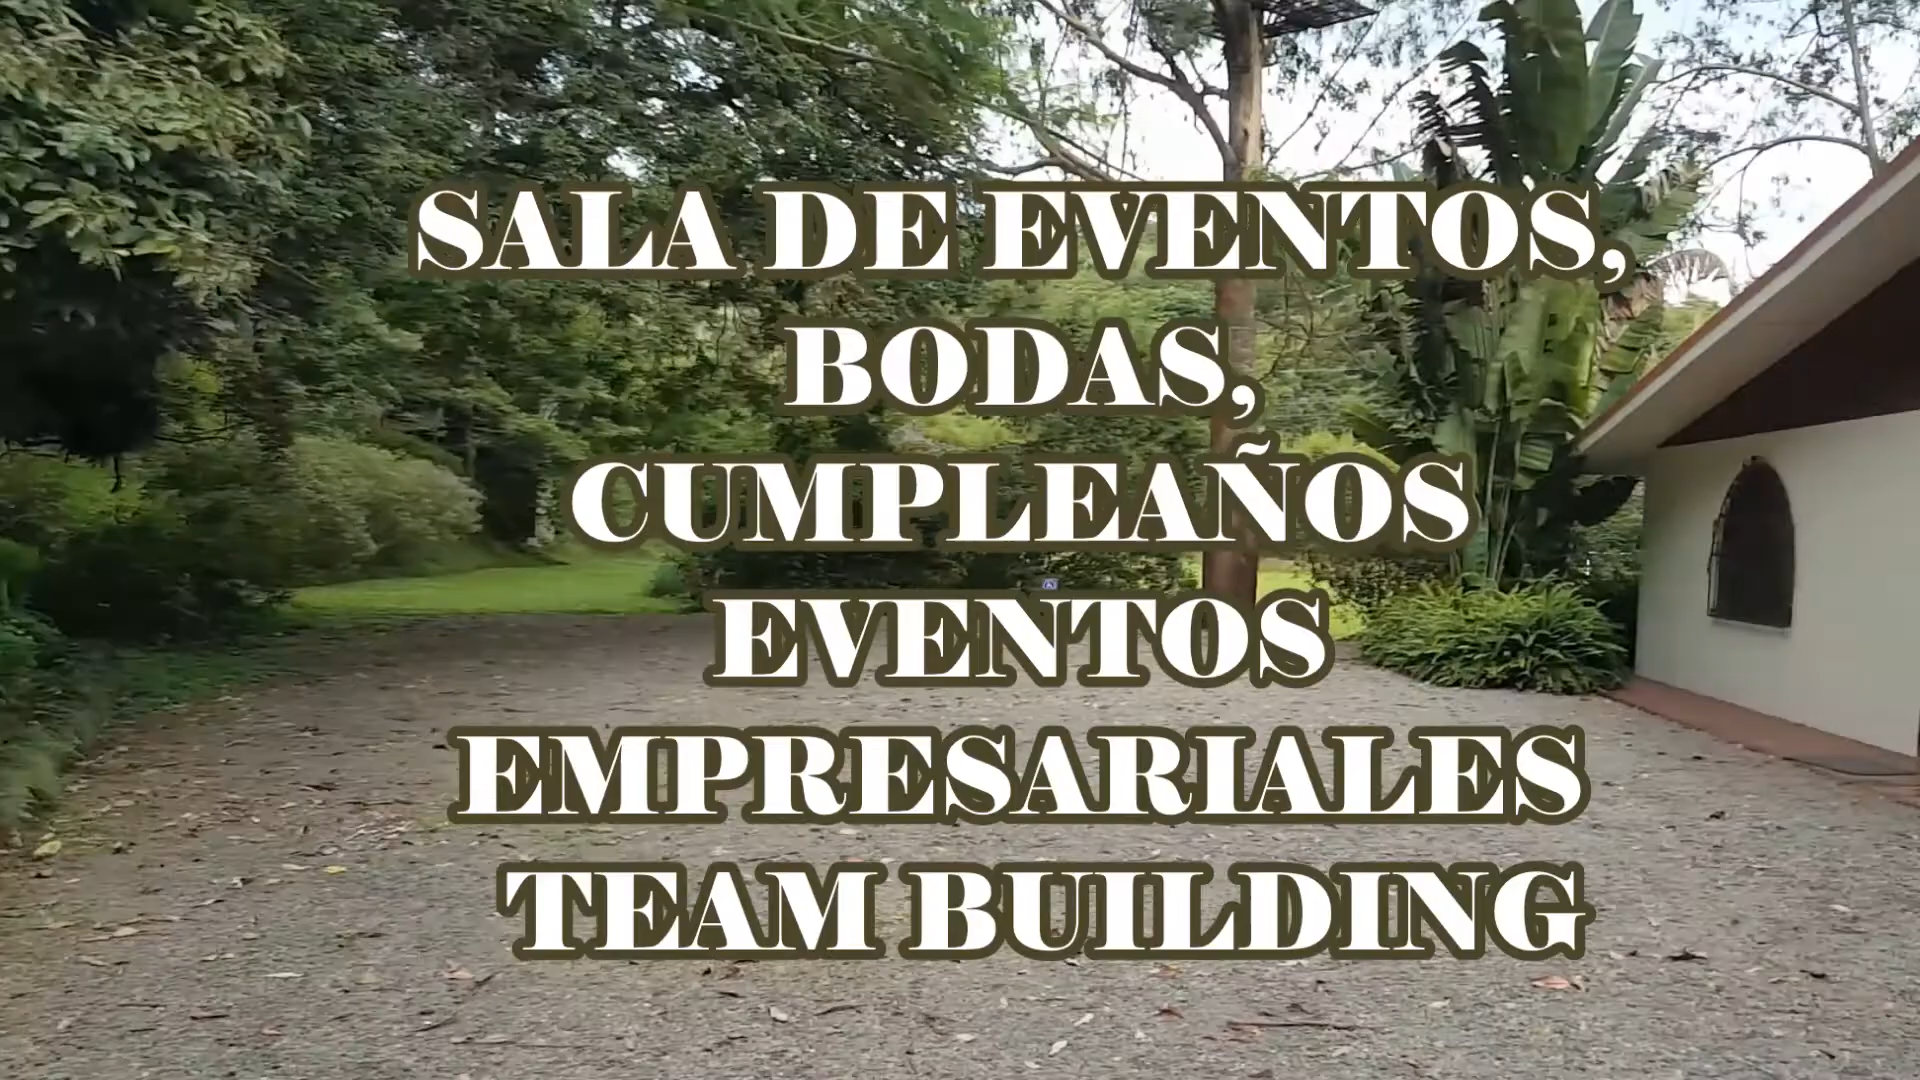 SALA DE EVENTOS,
BODAS,
CUMPLEAÑOS
EVENTOS
EMPRESARIALES
TEAM BUILDING